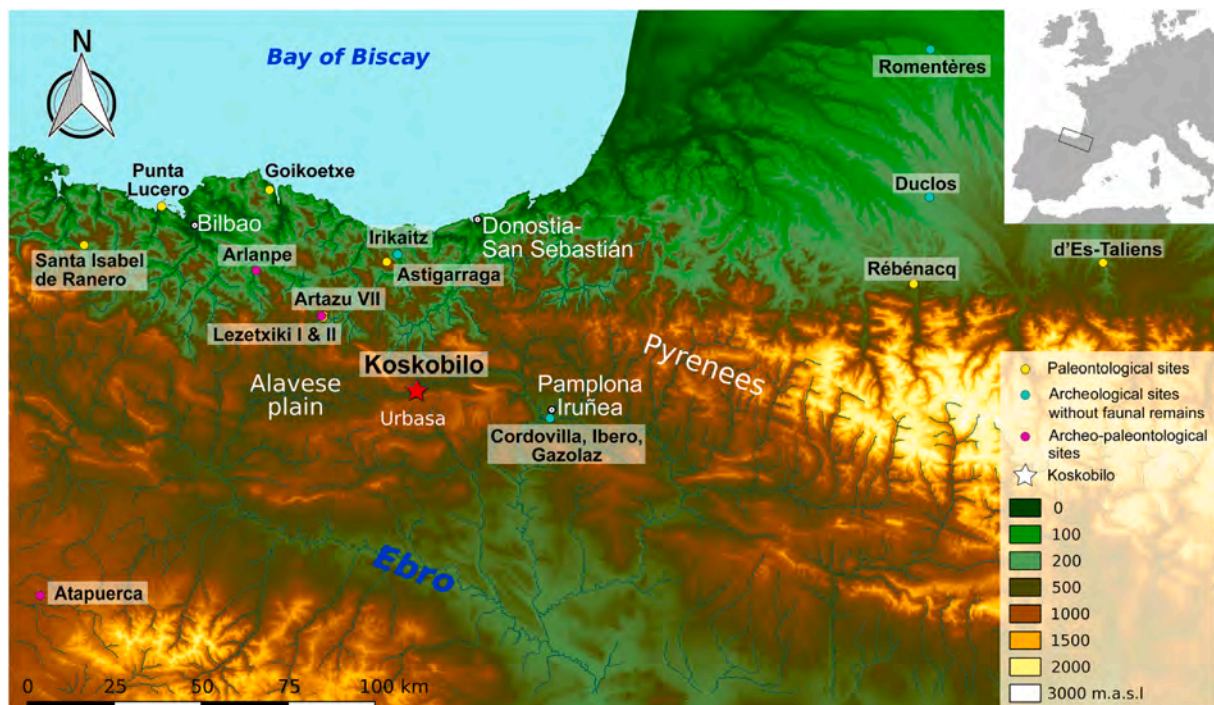 N
Bay of Biscay
Romentères
Punta
Lucero
Goikoetxe
Duclos
Bilbao
Donostia-
San Sebastián
Irikaitz
d'Es-Taliens
Santa Isabel
de Ranero
Arlanpe
Astigarraga
Rébénacq
Artazu VII
Lezetxiki I & II
Pyrenees
Koskobilo
Alavese
plain
Pamplona
Iruñea
Urbasa
Cordovilla, Ibero,
Gazolaz
Ebro
Atapuerca
0 25 50 75 100 km
Paleontological sites
Archeological sites
without faunal remains
Archeo-paleontological
sites
Koskobilo
0
100
200
500
1000
1500
2000
3000 m.a.s.l